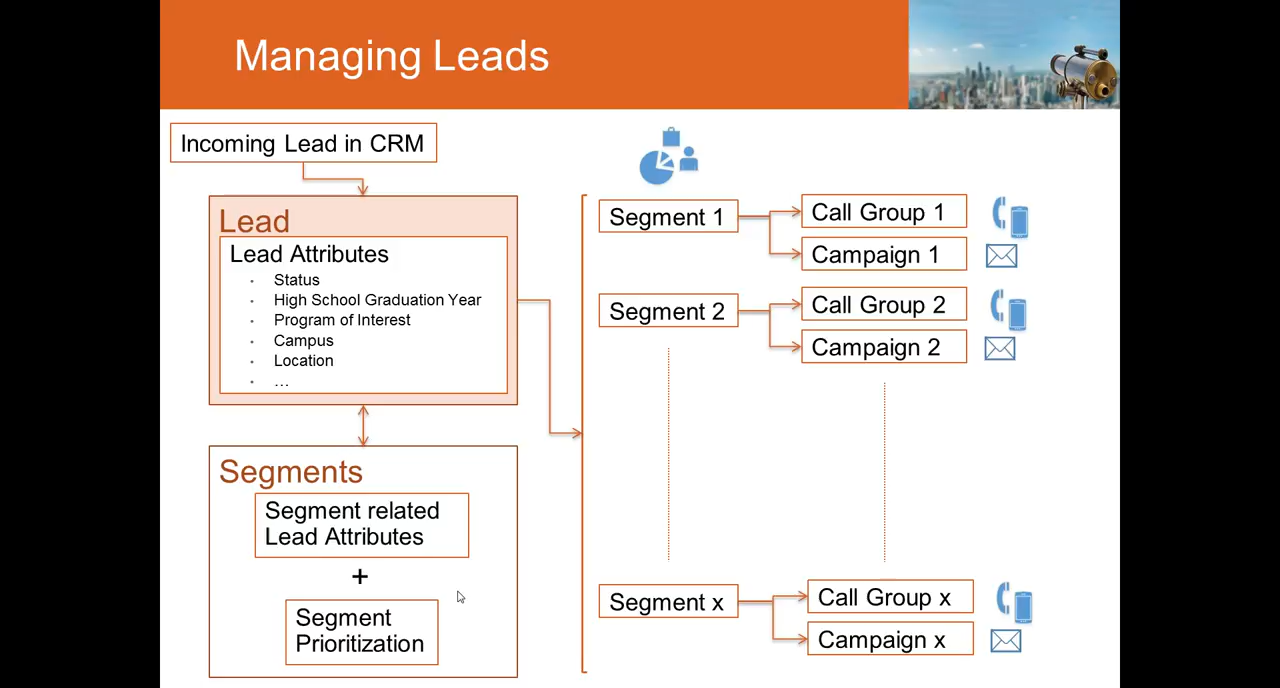 Managing Leads
Incoming Lead in CRM
Lead
Lead Attributes
• Status
• High School Graduation Year
• Program of Interest
• Campus
• Location
• ...
Segments
Segment related
Lead Attributes
+
Segment
Prioritization
Segment 1
Call Group 1
Campaign 1
Segment 2
Call Group 2
Campaign 2
Segment x
Call Group x
Campaign x